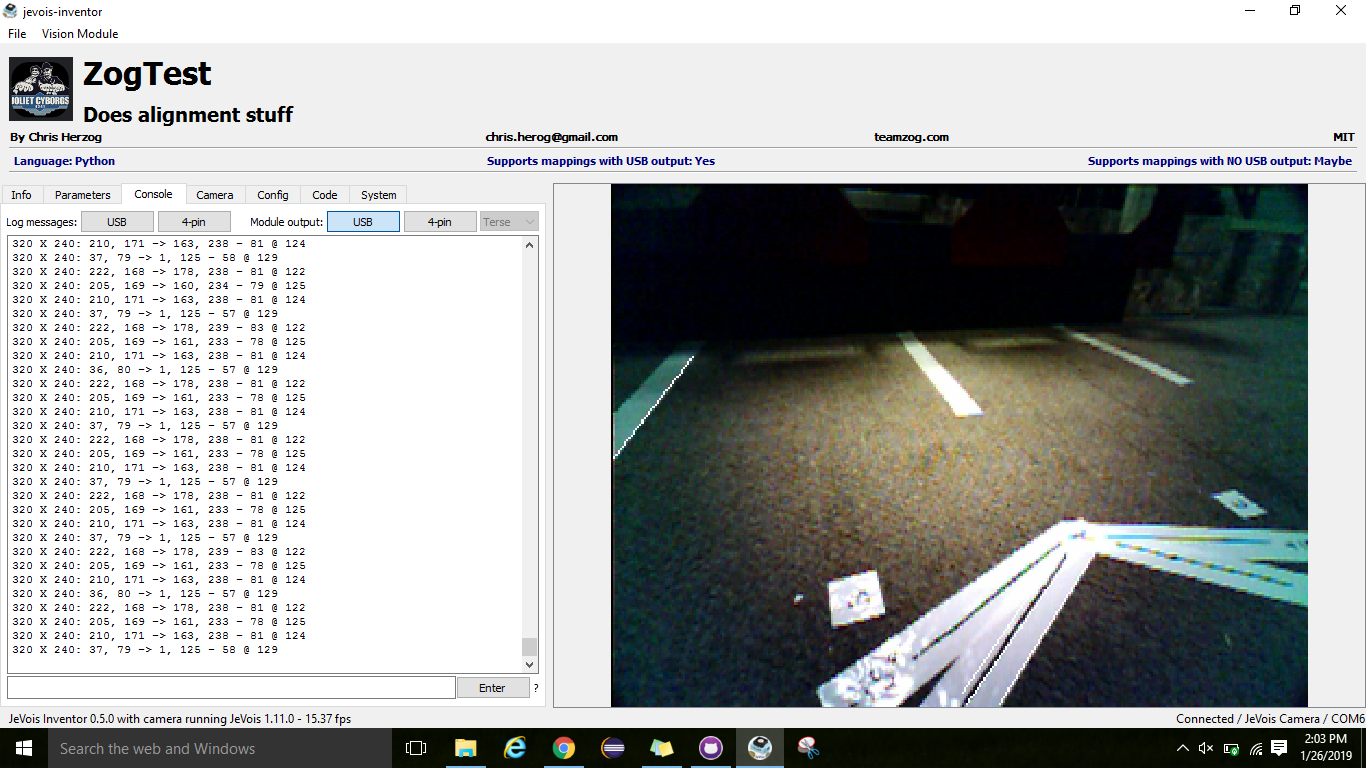 jevois-inventor
File Vision Module
JOLIET CYBORGS
ZogTest
Does alignment stuff
By Chris Herzog chris.herog@gmail.com teamzog.com MIT
Language: Python Supports mappings with USB output: Yes Supports mappings with NO USB output: Maybe
Info Parameters Console Camera Config Code System
Log messages: USB 4-pin Module output: USB 4-pin Terse
320 X 240: 210, 171 -> 163, 238 - 81 @ 124
320 X 240: 37, 79 -> 1, 125 - 58 @ 129
320 X 240: 222, 168 -> 178, 238 - 81 @ 122
320 X 240: 205, 169 -> 160, 234 - 79 @ 125
320 X 240: 210, 171 -> 163, 238 - 81 @ 124
320 X 240: 37, 79 -> 1, 125 - 57 @ 129
320 X 240: 222, 168 -> 178, 239 - 83 @ 122
320 X 240: 205, 169 -> 161, 233 - 78 @ 125
320 X 240: 210, 171 -> 163, 238 - 81 @ 124
320 X 240: 36, 80 -> 1, 125 - 57 @ 129
320 X 240: 222, 168 -> 178, 238 - 81 @ 122
320 X 240: 205, 169 -> 161, 233 - 78 @ 125
320 X 240: 210, 171 -> 163, 238 - 81 @ 124
320 X 240: 37, 79 -> 1, 125 - 57 @ 129
320 X 240: 222, 168 -> 178, 238 - 81 @ 122
320 X 240: 205, 169 -> 161, 233 - 78 @ 125
320 X 240: 210, 171 -> 163, 238 - 81 @ 124
320 X 240: 37, 79 -> 1, 125 - 57 @ 129
320 X 240: 222, 168 -> 178, 238 - 81 @ 122
320 X 240: 205, 169 -> 161, 233 - 78 @ 125
320 X 240: 210, 171 -> 163, 238 - 81 @ 124
320 X 240: 37, 79 -> 1, 125 - 57 @ 129
320 X 240: 222, 168 -> 178, 239 - 83 @ 122
320 X 240: 205, 169 -> 161, 233 - 78 @ 125
320 X 240: 210, 171 -> 163, 238 - 81 @ 124
320 X 240: 36, 80 -> 1, 125 - 57 @ 129
320 X 240: 222, 168 -> 178, 238 - 81 @ 122
320 X 240: 205, 169 -> 161, 233 - 78 @ 125
320 X 240: 210, 171 -> 163, 238 - 81 @ 124
320 X 240: 37, 79 -> 1, 125 - 58 @ 129
Enter ?
JeVois Inventor 0.5.0 with camera running JeVois 1.11.0 - 15.37 fps Connected / JeVois Camera / COM6
Search the web and Windows
2:03 PM
1/26/2019